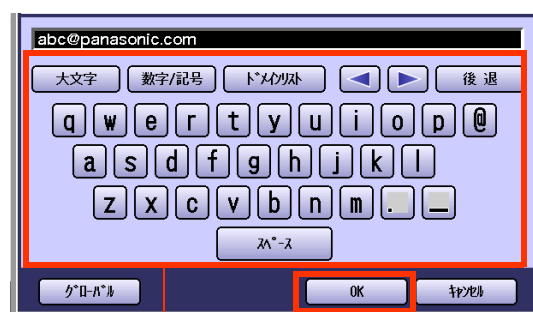 abc@panasonic.com
大文字 数字/記号 ﾄﾞﾒｲﾝﾘｽﾄ 後 退
q w e r t y u i o p @
a s d f g h j k l
z x c v b n m . _
ｽﾍﾟｰｽ
ｸﾞﾛｰﾊﾞﾙ OK ｷｬﾝｾﾙ